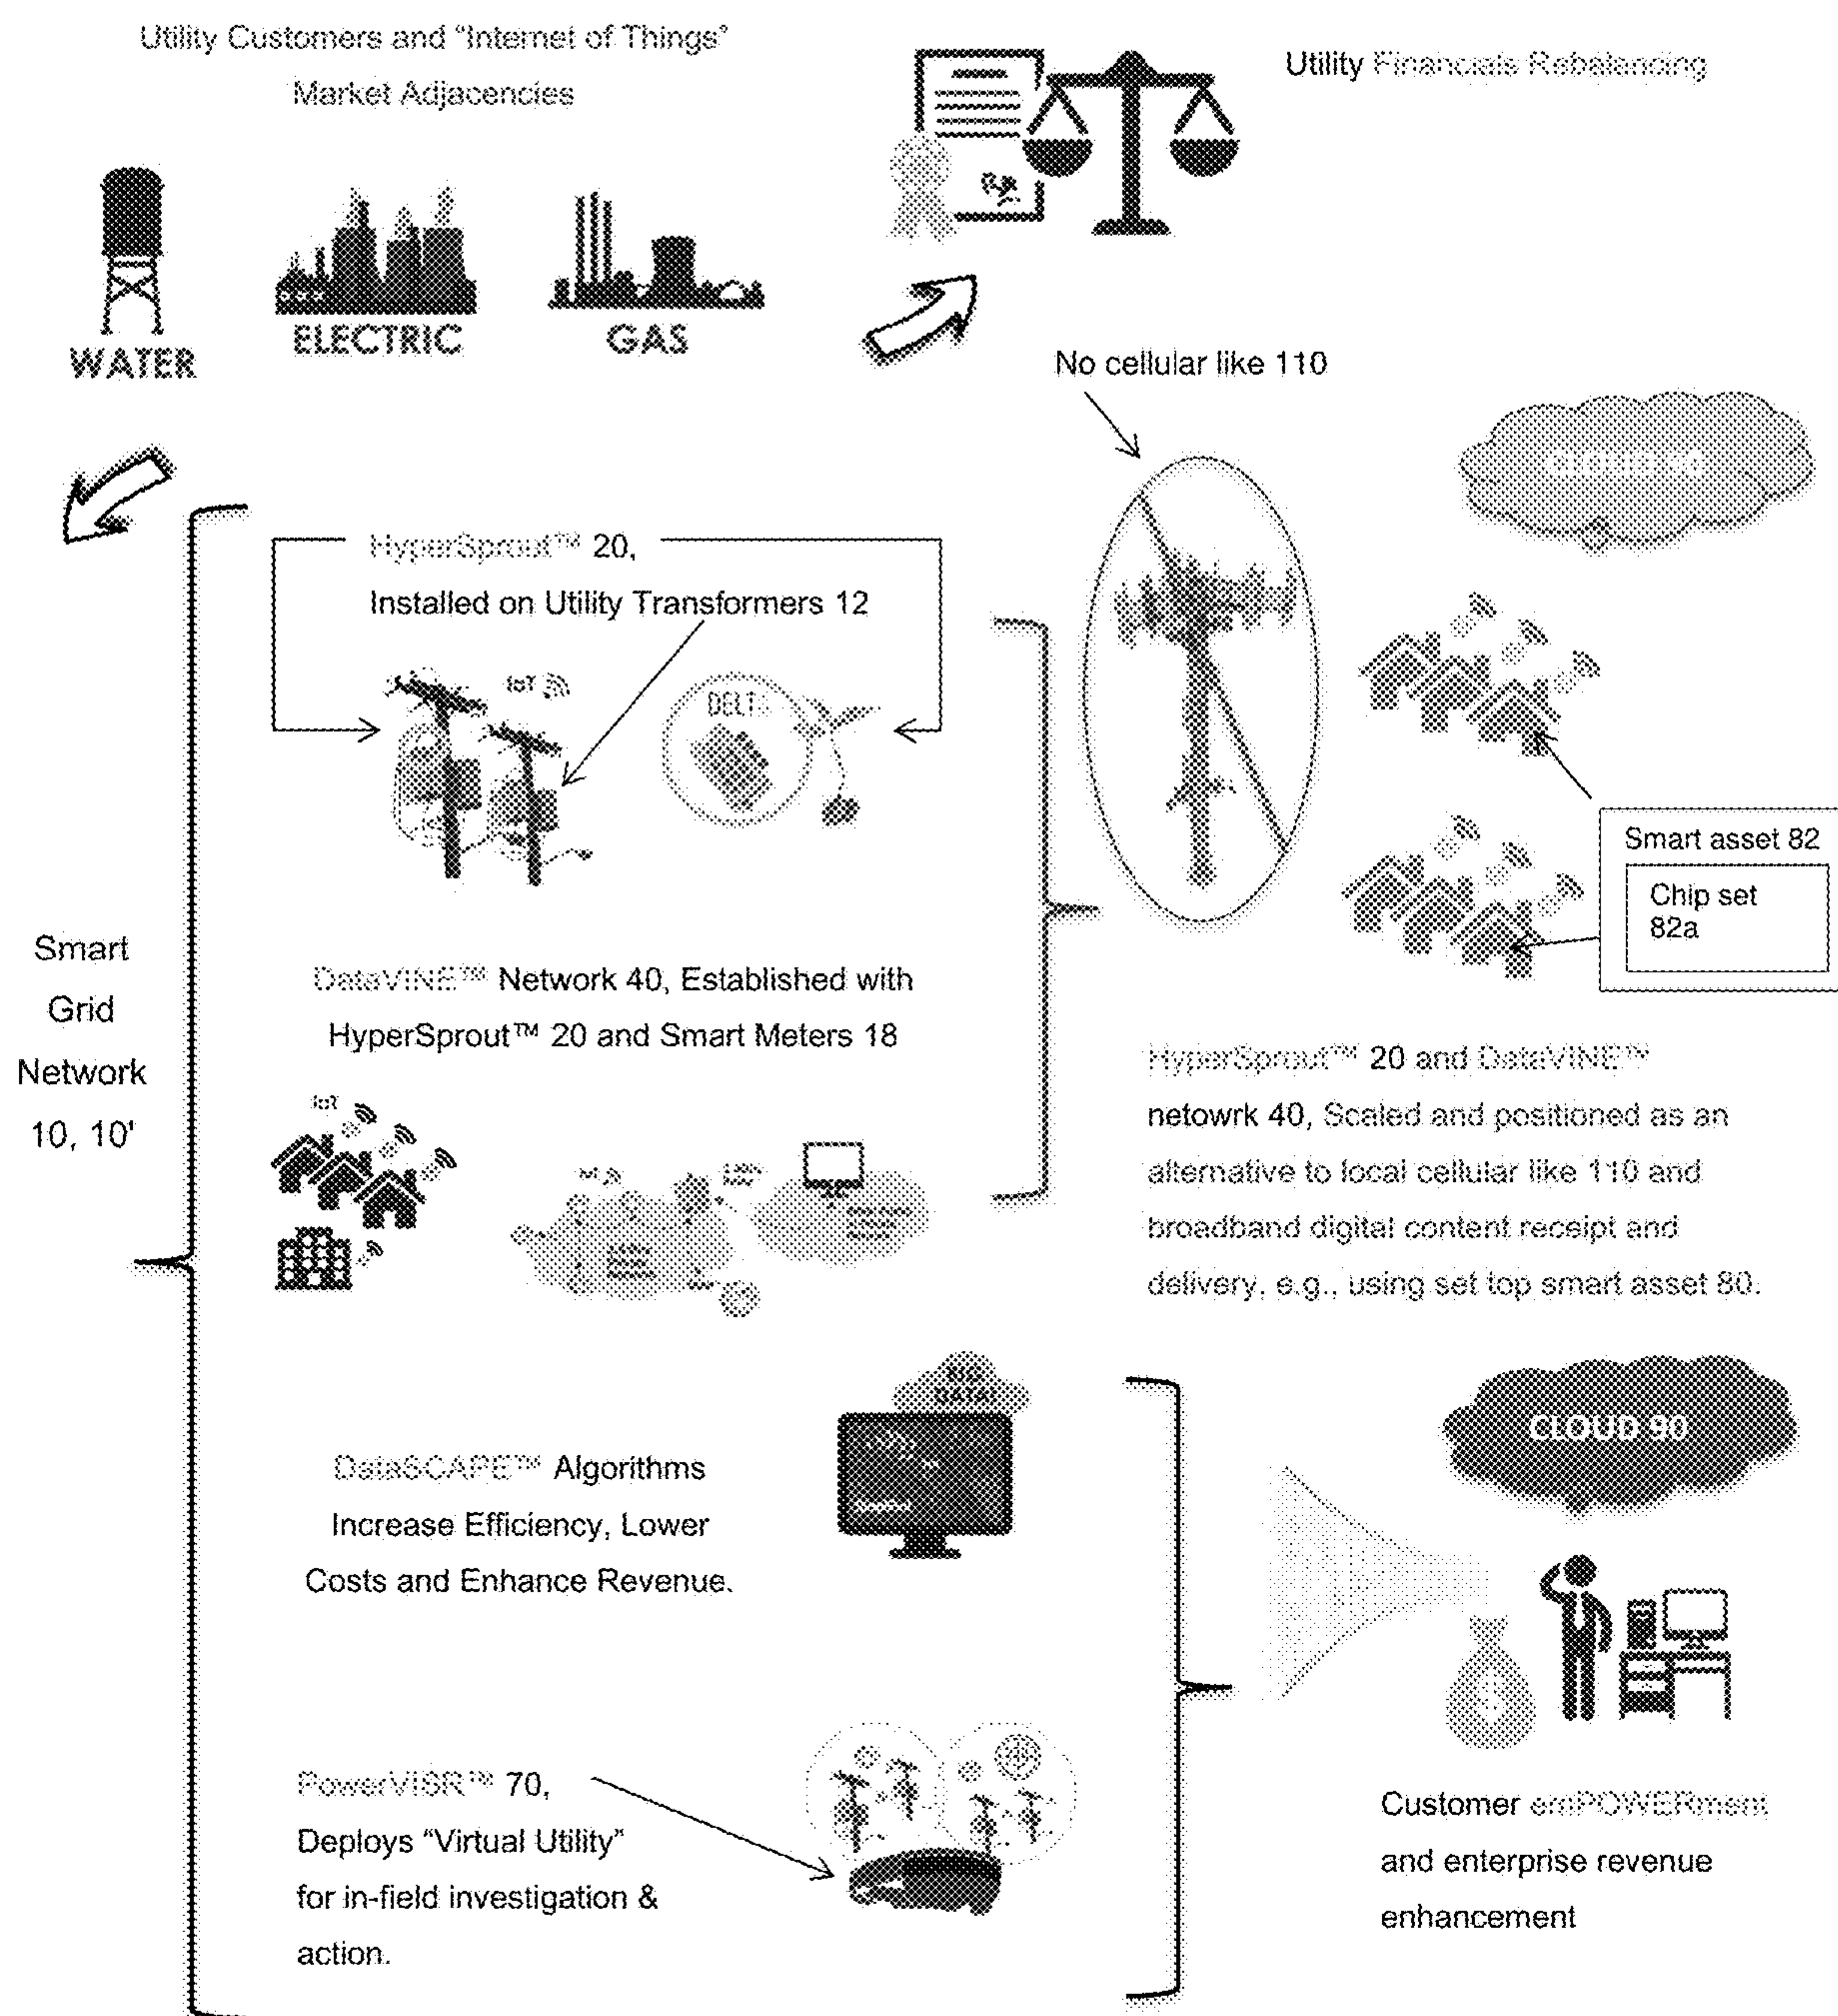 Utility Customers and "Internet of Things"
Market Adjacencies
Utility Financials Rebalancing
WATER
ELECTRIC
GAS
No cellular like 110
HyperSprout™ 20,
Installed on Utility Transformers 12
IoT
Smart asset 82
Chip set
82a
Smart
Grid
Network
10, 10'
DataVINE™ Network 40, Established with
HyperSprout™ 20 and Smart Meters 18
IoT
HyperSprout™ 20 and DataVINE™
netowrk 40, Scaled and positioned as an
alternative to local cellular like 110 and
broadband digital content receipt and
delivery, e.g., using set top smart asset 80.
BIG
DATA!
CLOUD 90
DataSCAPE™ Algorithms
Increase Efficiency, Lower
Costs and Enhance Revenue.
PowerVISR™ 70,
Deploys "Virtual Utility"
for in-field investigation &
action.
Customer emPOWERment
and enterprise revenue
enhancement